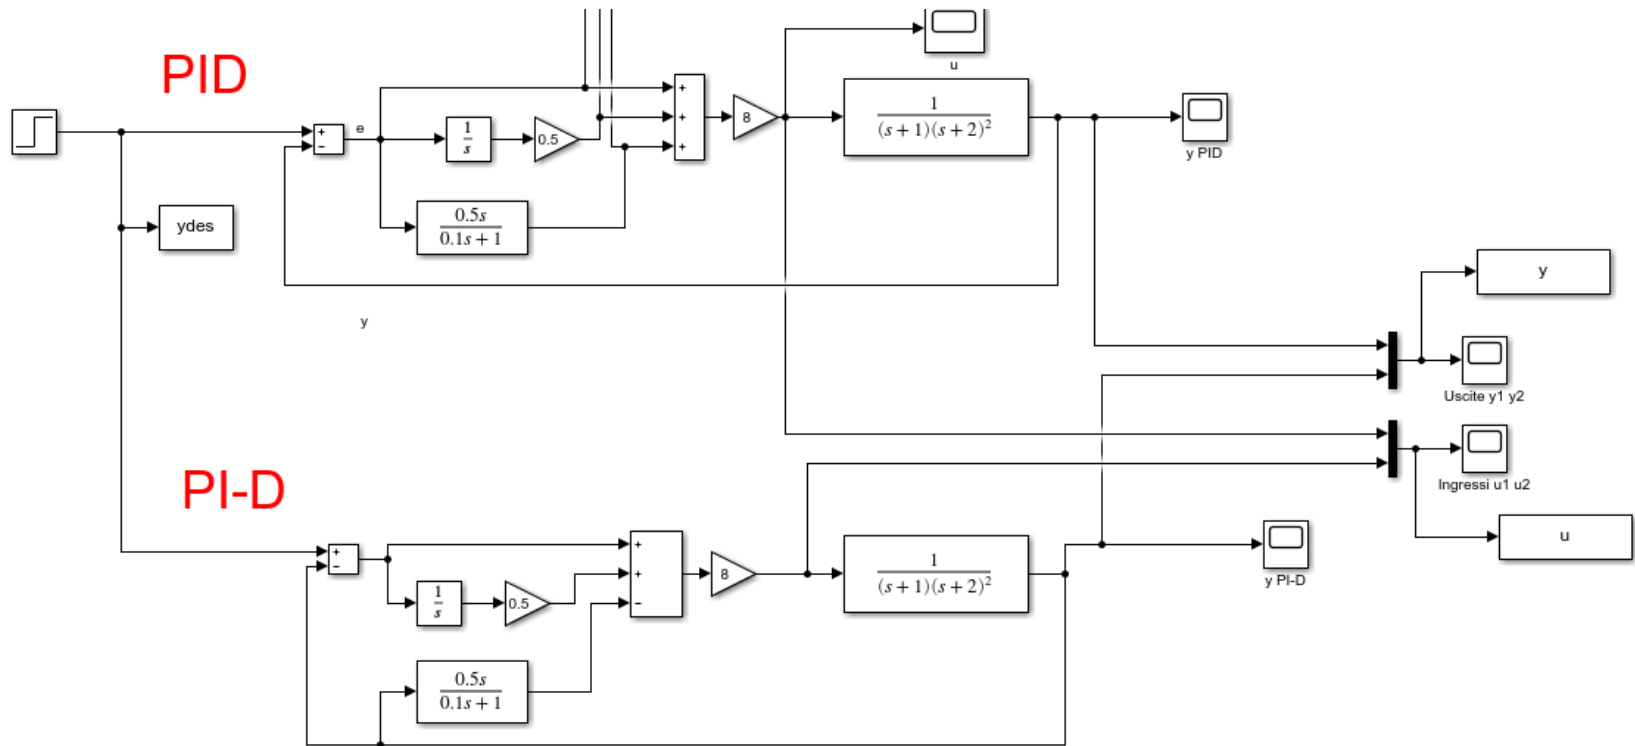 PID
u
e
+
−
1
s
0.5
+
+
+
8
1
(s + 1)(s + 2)²
y PID
0.5s
0.1s + 1
ydes
y
y
Uscite y1 y2
Ingressi u1 u2
u
PI-D
+
−
1
s
0.5
+
+
−
8
1
(s + 1)(s + 2)²
y PI-D
0.5s
0.1s + 1